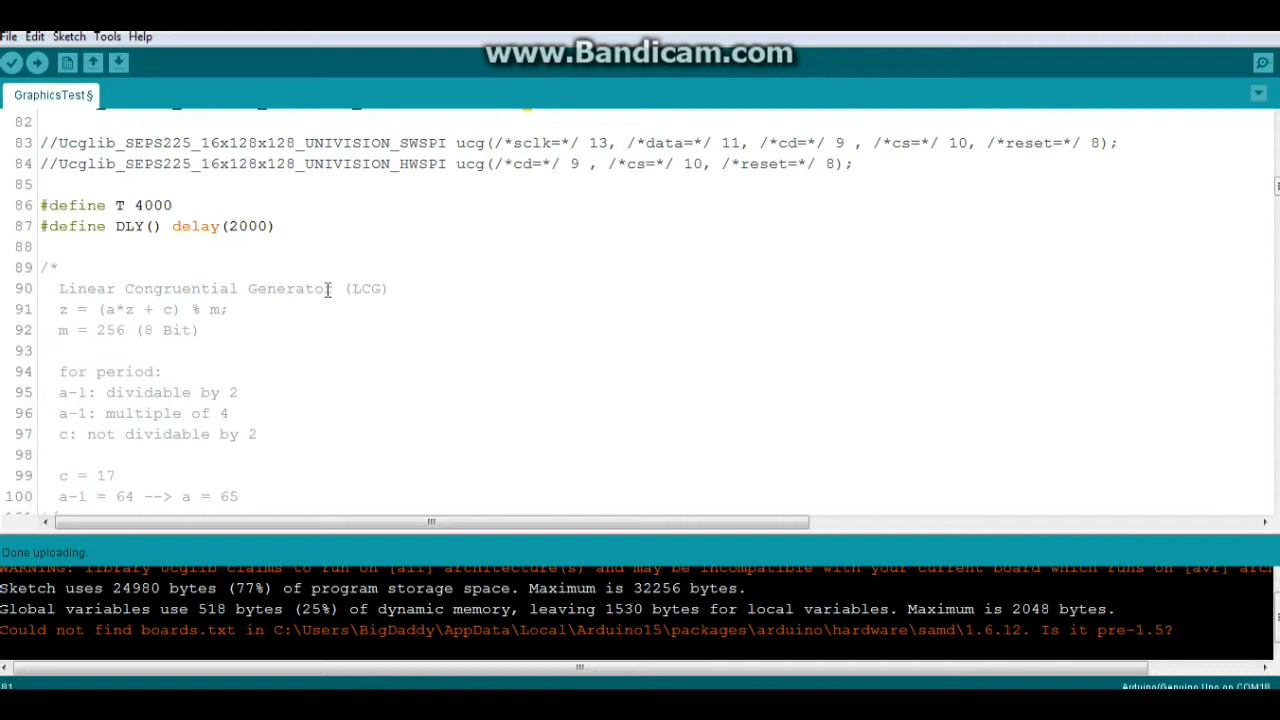 www.Bandicam.com
File Edit Sketch Tools Help
GraphicsTest§
82
83 //Ucglib_SEPS225_16x128x128_UNIVISION_SWSPI ucg(/*sclk=*/ 13, /*data=*/ 11, /*cd=*/ 9 , /*cs=*/ 10, /*reset=*/ 8);
84 //Ucglib_SEPS225_16x128x128_UNIVISION_HWSPI ucg(/*cd=*/ 9 , /*cs=*/ 10, /*reset=*/ 8);
85
86 #define T 4000
87 #define DLY() delay(2000)
88
89 /*
90 Linear Congruential Generator (LCG)
91 z = (a*z + c) % m;
92 m = 256 (8 Bit)
93
94 for period:
95 a-1: dividable by 2
96 a-1: multiple of 4
97 c: not dividable by 2
98
99 c = 17
100 a-1 = 64 --> a = 65
Done uploading.
WARNING: library Ucglib claims to run on [all] architecture(s) and may be incompatible with your current board which runs on [avr] arc
Sketch uses 24980 bytes (77%) of program storage space. Maximum is 32256 bytes.
Global variables use 518 bytes (25%) of dynamic memory, leaving 1530 bytes for local variables. Maximum is 2048 bytes.
Could not find boards.txt in C:\Users\BigDaddy\AppData\Local\Arduino15\packages\arduino\hardware\samd\1.6.12. Is it pre-1.5?
81 Arduino/Genuino Uno on COM18